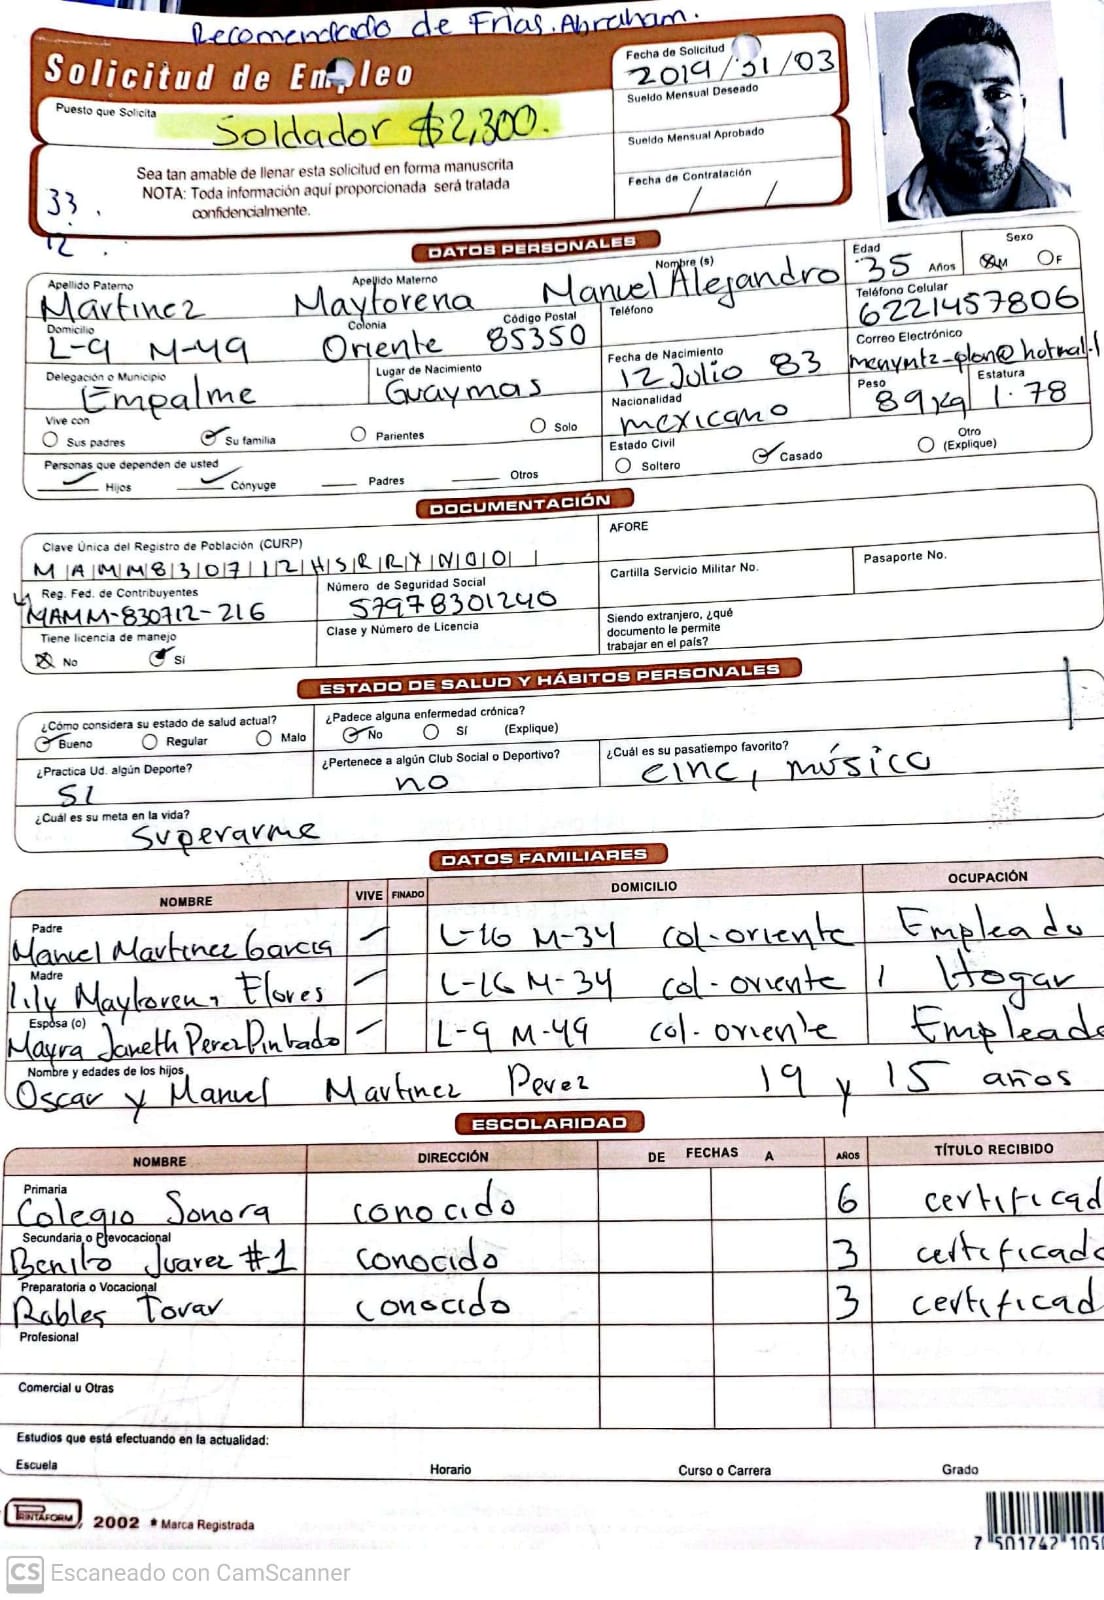 Recomendado de Frías. Abraham.
Solicitud de Empleo
Fecha de Solicitud
2019/31/03
Puesto que Solicita
Soldador $2,300.
Sueldo Mensual Deseado
Sueldo Mensual Aprobado
Fecha de Contratación
/ /
Sea tan amable de llenar esta solicitud en forma manuscrita
NOTA: Toda información aquí proporcionada será tratada
confidencialmente.
33.
12.
DATOS PERSONALES
Apellido Paterno Apellido Materno Nombre (s) Edad Sexo
Martinez Maytorena Manuel Alejandro 35 Años M F
Domicilio Colonia Código Postal Teléfono Teléfono Celular
L-9 M-49 Oriente 85350 6221457806
Delegación o Municipio Lugar de Nacimiento Fecha de Nacimiento Correo Electrónico
Empalme Guaymas 12 Julio 83
Nacionalidad Peso Estatura
mexicano 89kg 1.78
Vive con
Sus padres Su familia Parientes Solo
Estado Civil
Soltero Casado Otro (Explique)
Personas que dependen de usted
Hijos Cónyuge Padres Otros
DOCUMENTACIÓN
Clave Única del Registro de Población (CURP) AFORE
MAMM830712HSRRYN00
Reg. Fed. de Contribuyentes Número de Seguridad Social Cartilla Servicio Militar No. Pasaporte No.
MAMM-830712-216 57978301240
Tiene licencia de manejo Clase y Número de Licencia
No Sí
Siendo extranjero, ¿qué
documento le permite
trabajar en el país?
ESTADO DE SALUD Y HÁBITOS PERSONALES
¿Cómo considera su estado de salud actual? ¿Padece alguna enfermedad crónica?
Bueno Regular Malo No Sí (Explique)
¿Practica Ud. algún Deporte? ¿Pertenece a algún Club Social o Deportivo? ¿Cuál es su pasatiempo favorito?
SI no cine, música
¿Cuál es su meta en la vida?
superarme
DATOS FAMILIARES
NOMBRE VIVE FINADO DOMICILIO OCUPACIÓN
Padre
Manuel Martinez Garcia L-16 M-34 col-oriente Empleado
Madre
Lily Maytorena Flores L-16 M-34 col-oriente Hogar
Esposa (o)
Mayra Janeth Perez Pintado L-9 M-49 col-oriente Empleado
Nombre y edades de los hijos
Oscar y Manuel Martinez Perez 19 y 15 años
ESCOLARIDAD
NOMBRE DIRECCIÓN DE FECHAS A AÑOS TÍTULO RECIBIDO
Primaria
Colegio Sonora conocido 6 certificad
Secundaria o Prevocacional
Benito Juarez #1 conocido 3 certificado
Preparatoria o Vocacional
Robles Tovar conocido 3 certificad
Profesional
Comercial u Otras
Estudios que está efectuando en la actualidad:
Escuela Horario Curso o Carrera Grado
PRINTAFORM 2002 * Marca Registrada
7 501742 105
CS Escaneado con CamScanner